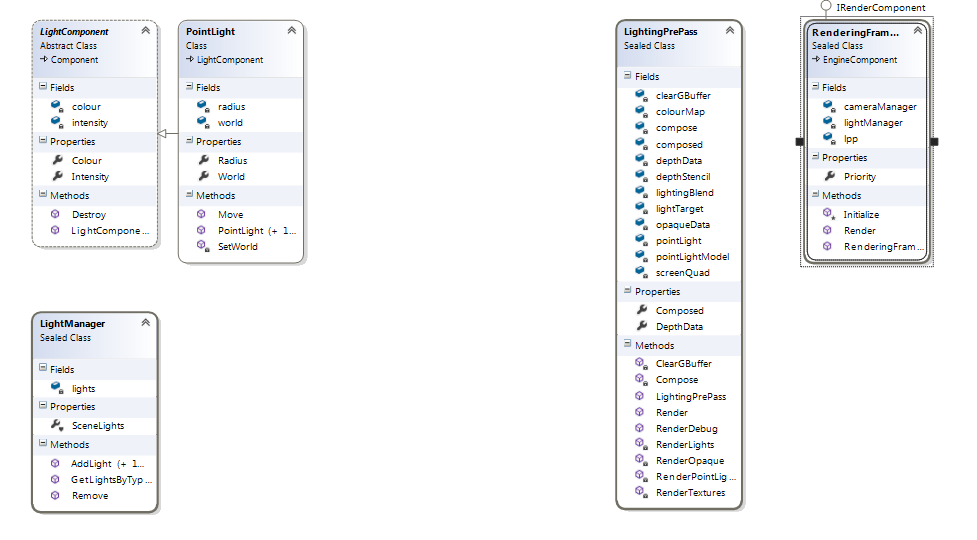 LightComponent
Abstract Class
Component
Fields
colour
intensity
Properties
Colour
Intensity
Methods
Destroy
LightCompone...
PointLight
Class
LightComponent
Fields
radius
world
Properties
Radius
World
Methods
Move
PointLight (+ 1...
SetWorld
LightManager
Sealed Class
Fields
lights
Properties
SceneLights
Methods
AddLight (+ 1...
GetLightsByTyp...
Remove
LightingPrePass
Sealed Class
Fields
clearGBuffer
colourMap
compose
composed
depthData
depthStencil
lightingBlend
lightTarget
opaqueData
pointLight
pointLightModel
screenQuad
Properties
Composed
DepthData
Methods
ClearGBuffer
Compose
LightingPrePass
Render
RenderDebug
RenderLights
RenderOpaque
RenderPointLig...
RenderTextures
IRenderComponent
RenderingFram...
Sealed Class
EngineComponent
Fields
cameraManager
lightManager
lpp
Properties
Priority
Methods
Initialize
Render
RenderingFram...